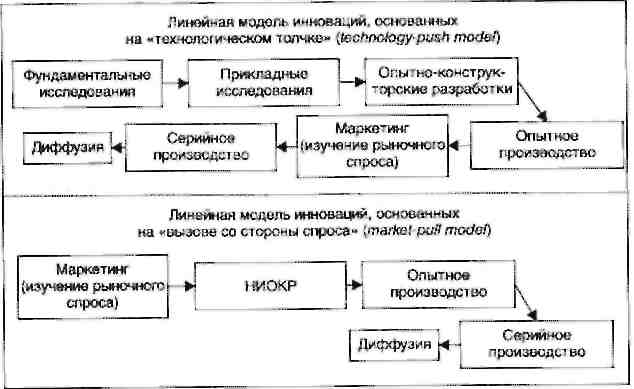 Линейная модель инноваций, основанных
на «технологическом толчке» (technology-push model)
Фундаментальные
исследования
Прикладные
исследования
Опытно-конструк-
торские разработки
Диффузия
Серийное
производство
Маркетинг
(изучение рыночного
спроса)
Опытное
производство
Линейная модель инноваций, основанных
на «вызове со стороны спроса» (market-pull model)
Маркетинг
(изучение рыночного
спроса)
НИОКР
Опытное
производство
Диффузия
Серийное
производство